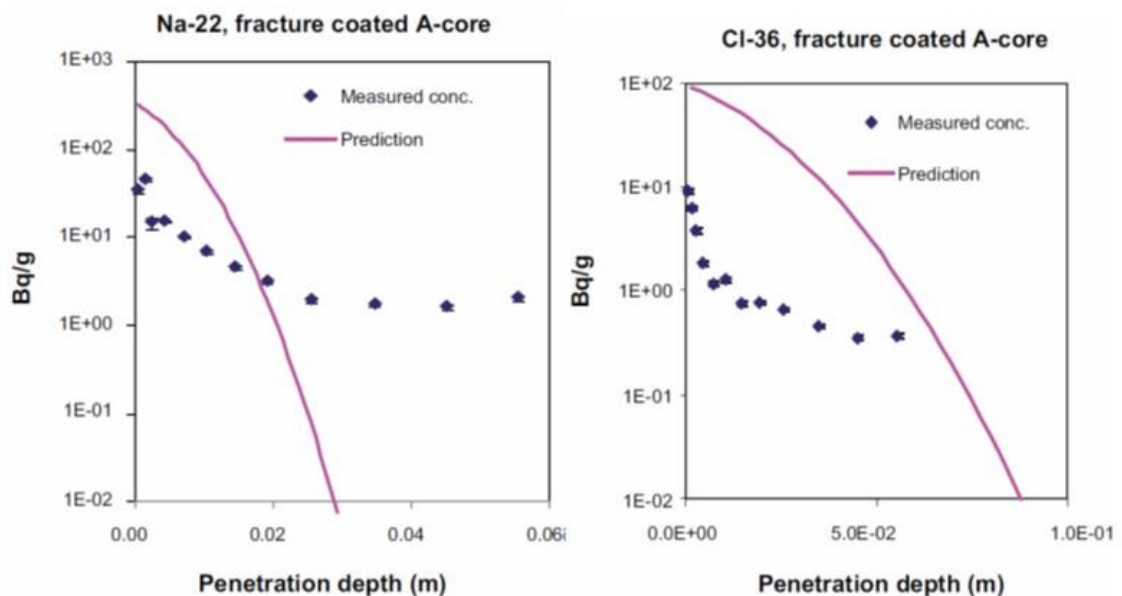 Na-22, fracture coated A-core
1E+03
1E+02
1E+01
1E+00
1E-01
1E-02
Bq/g
Measured conc.
Prediction
0.00
0.02
0.04
0.06
Penetration depth (m)
Cl-36, fracture coated A-core
1E+02
1E+01
1E+00
1E-01
1E-02
Bq/g
Measured conc.
Prediction
0.0E+00
5.0E-02
1.0E-01
Penetration depth (m)